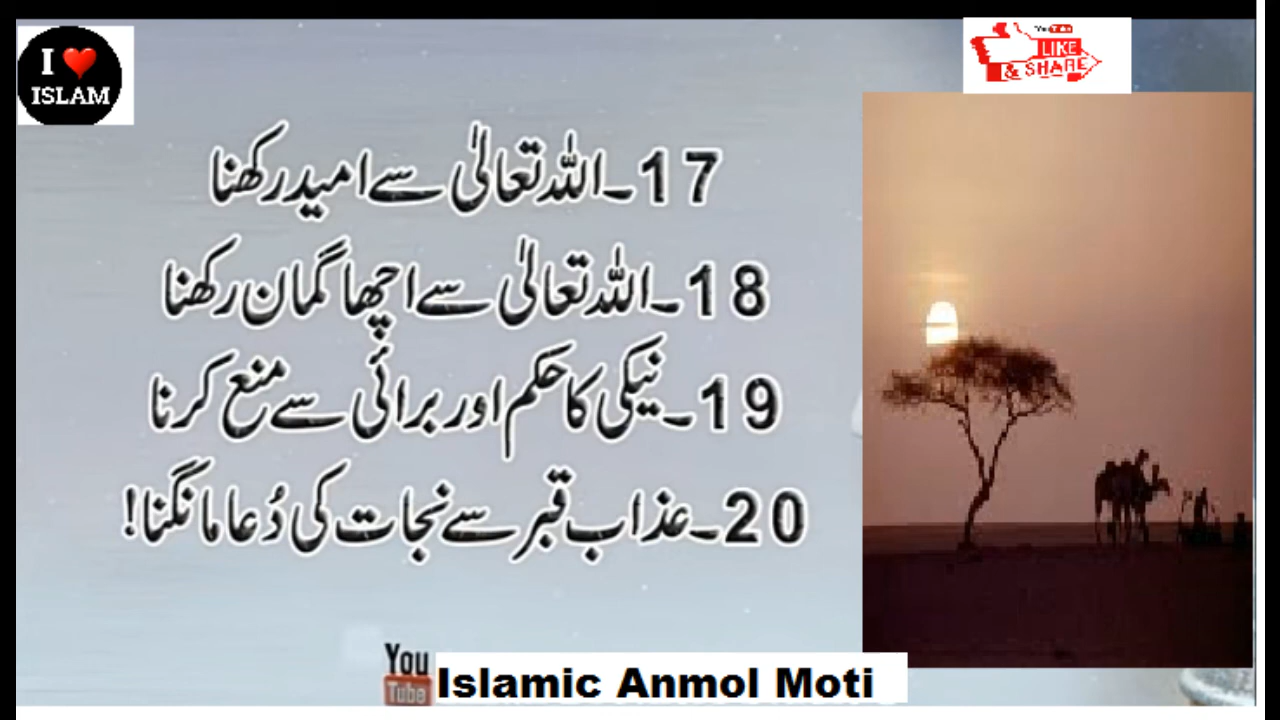 I ❤ ISLAM
YouTube
LIKE
& SHARE
17۔اللہ تعالیٰ سے امید رکھنا
18۔اللہ تعالیٰ سے اچھا گمان رکھنا
19۔نیکی کا حکم اور برائی سے منع کرنا
20۔عذاب قبر سے نجات کی دُعا مانگنا!
You
Tube
Islamic Anmol Moti